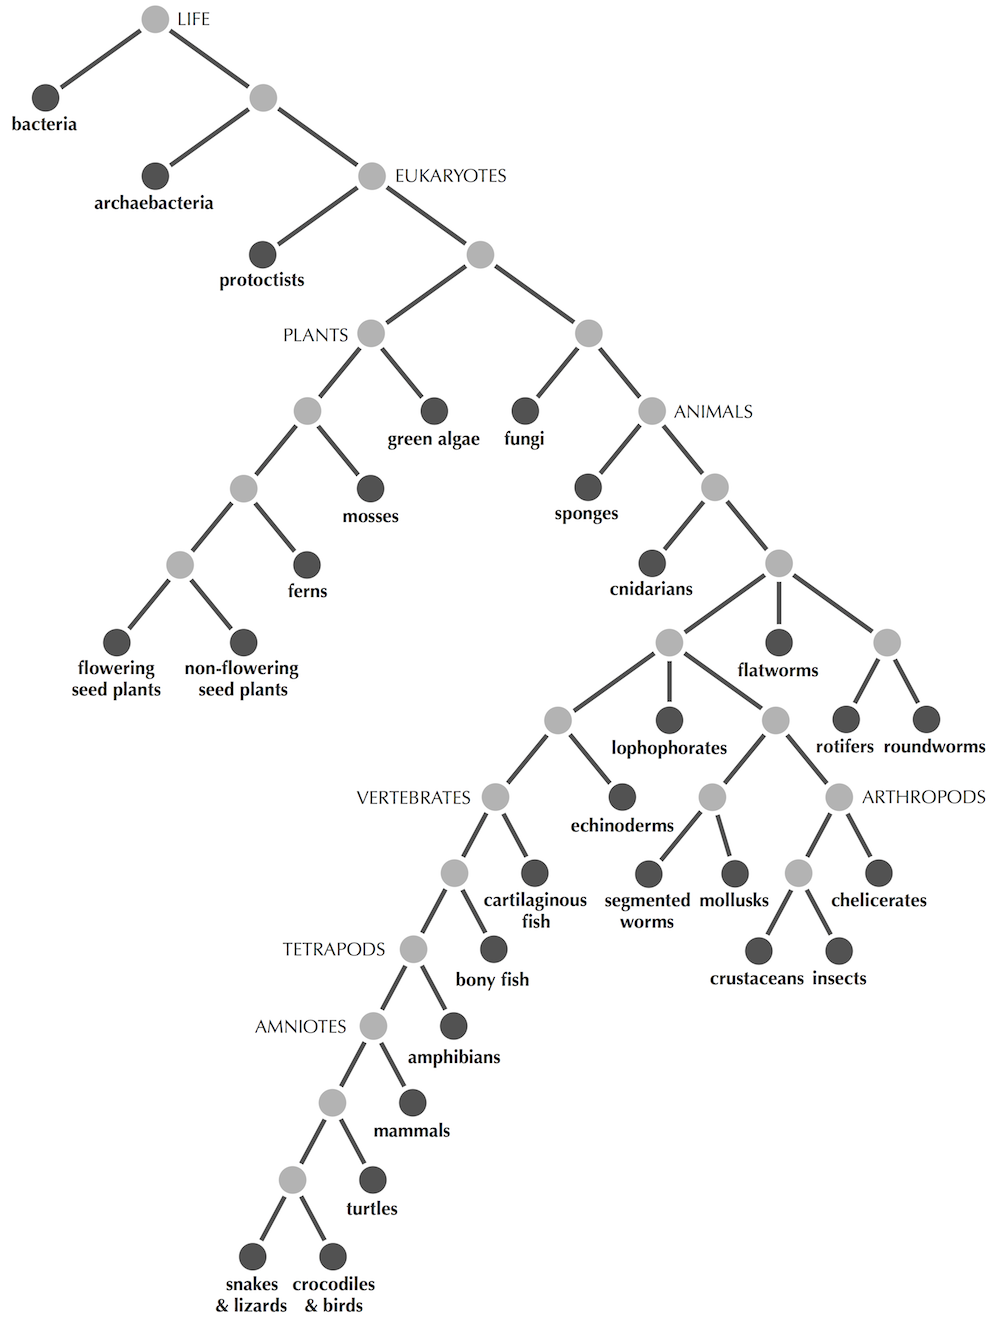 LIFE
bacteria
archaebacteria
EUKARYOTES
protoctists
PLANTS
green algae
fungi
ANIMALS
mosses
sponges
ferns
cnidarians
flowering
seed plants
non-flowering
seed plants
flatworms
lophophorates
rotifers
roundworms
VERTEBRATES
echinoderms
ARTHROPODS
cartilaginous
fish
segmented
worms
mollusks
chelicerates
TETRAPODS
bony fish
crustaceans
insects
AMNIOTES
amphibians
mammals
turtles
snakes
& lizards
crocodiles
& birds